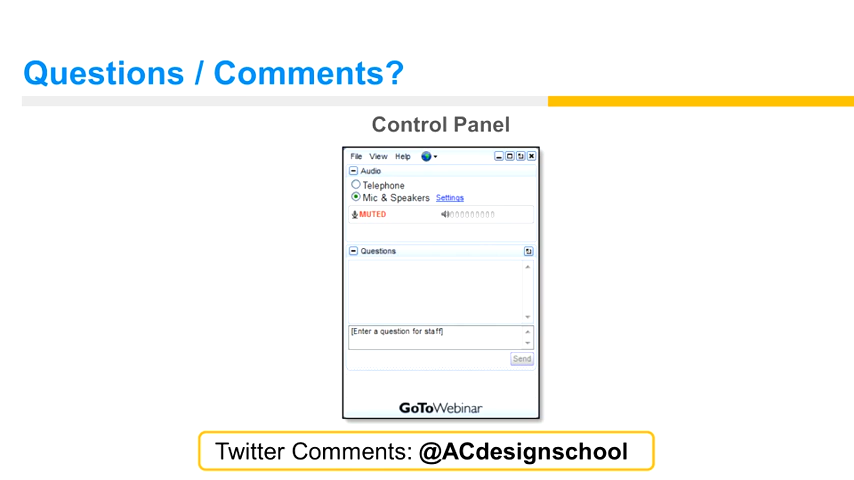 Questions / Comments?
Control Panel
File View Help
Audio
Telephone
Mic & Speakers Settings
MUTED
Questions
[Enter a question for staff]
Send
GoToWebinar
Twitter Comments: @ACdesignschool